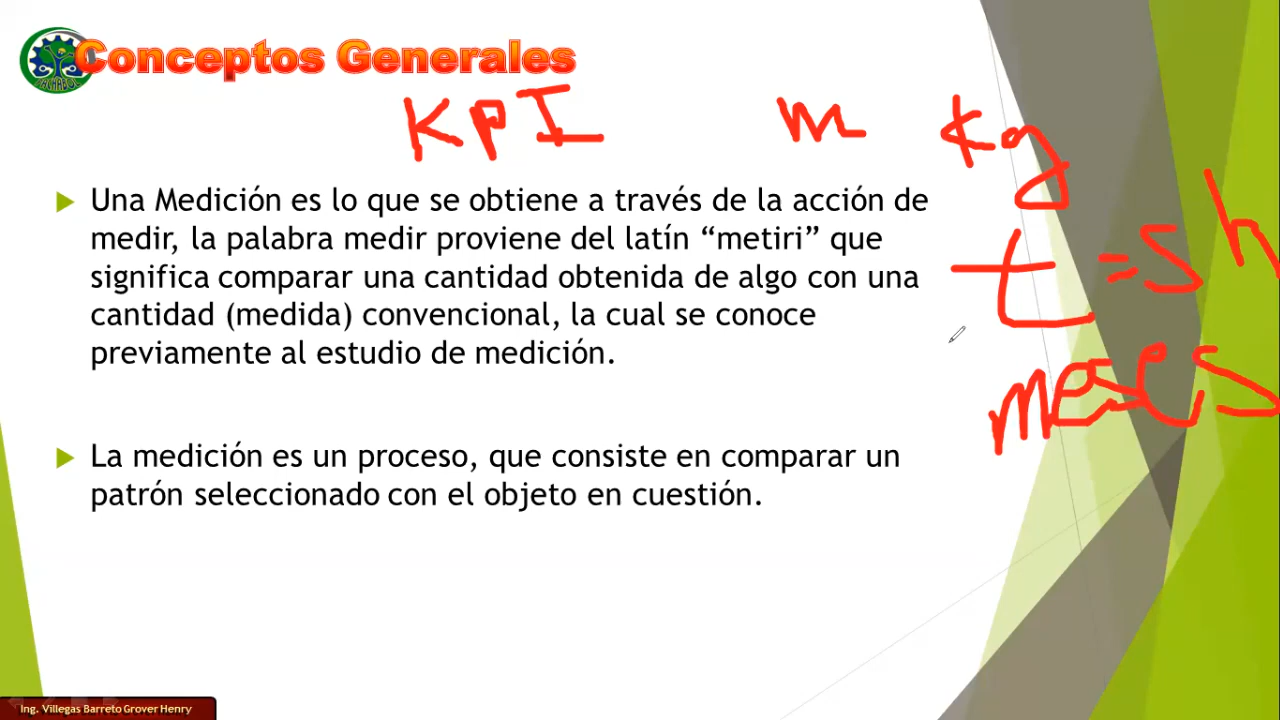 Conceptos Generales
KPI m kg
Una Medición es lo que se obtiene a través de la acción de
medir, la palabra medir proviene del latín “metiri” que
significa comparar una cantidad obtenida de algo con una
cantidad (medida) convencional, la cual se conoce
previamente al estudio de medición.
t = s h
meses
La medición es un proceso, que consiste en comparar un
patrón seleccionado con el objeto en cuestión.
Ing. Villegas Barreto Grover Henry